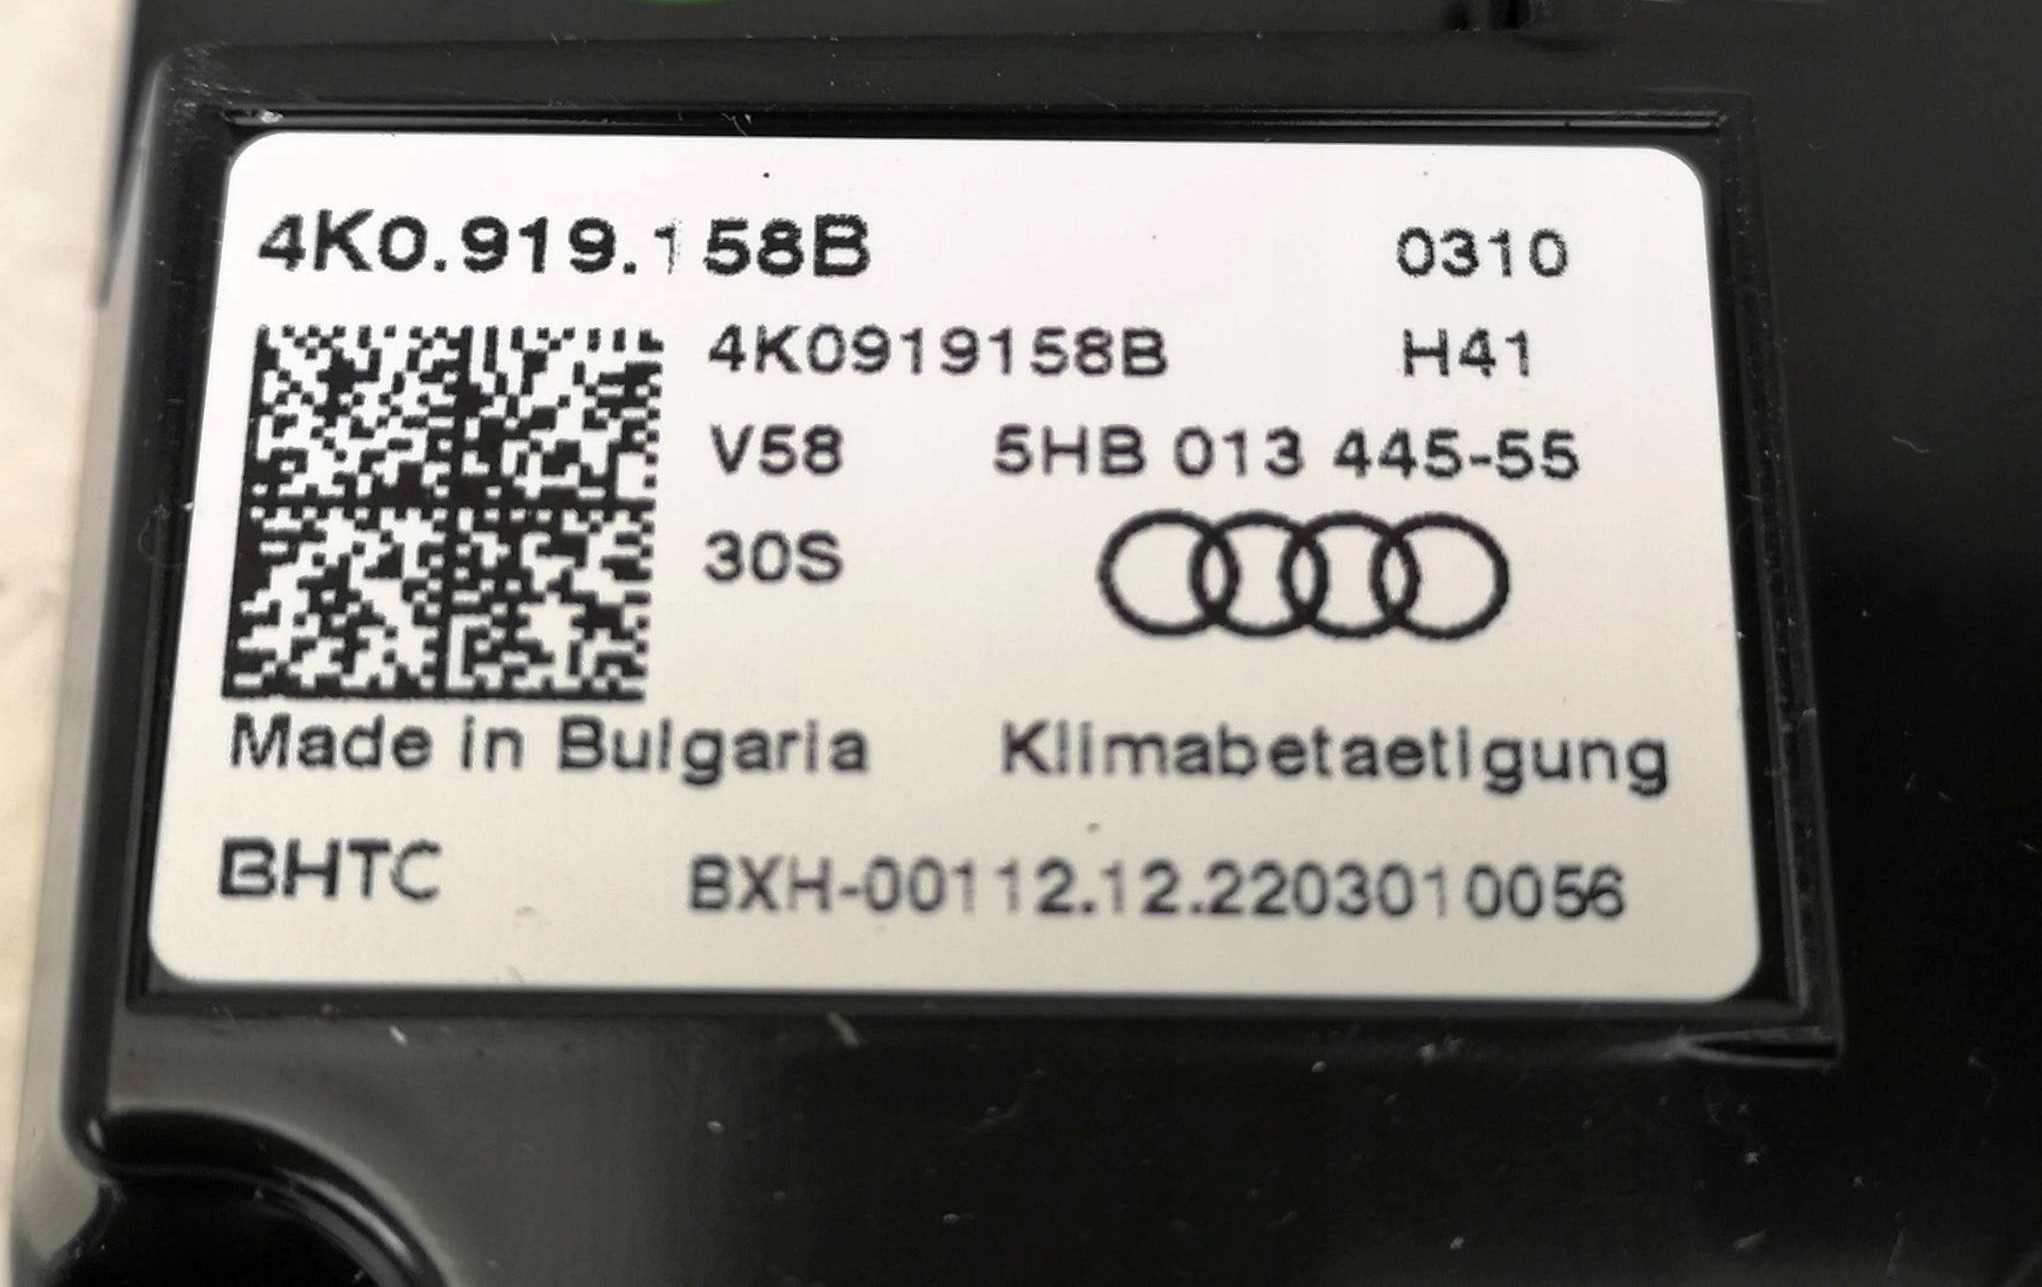 4K0.919.158B 0310
4K0919158B H41
V58 5HB 013 445-55
30S
Made in Bulgaria Klimabetaetigung
BHTC BXH-00112.12.2203010056